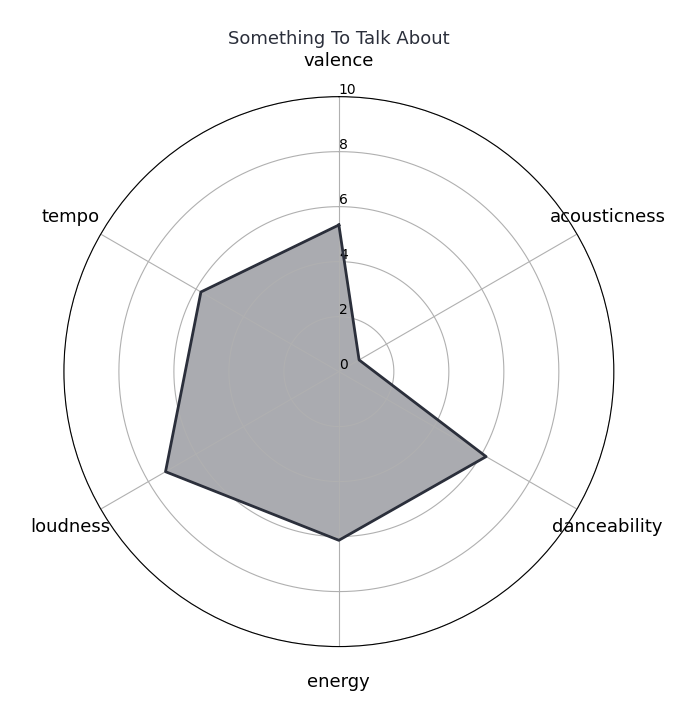 Something To Talk About
valence
10
8
6
4
2
0
tempo
acousticness
loudness
danceability
energy